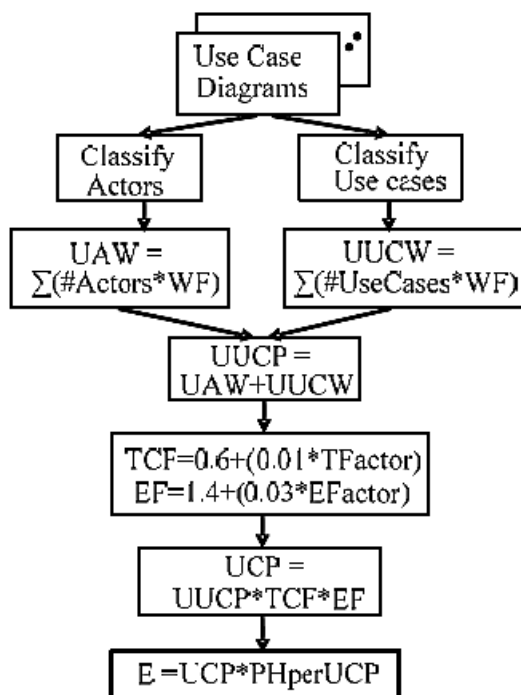 Use Case
Diagrams
Classify
Actors
Classify
Use cases
UAW =
∑(#Actors*WF)
UUCW =
∑(#UseCases*WF)
UUCP =
UAW+UUCW
TCF=0.6+(0.01*TFactor)
EF=1.4+(0.03*EFactor)
UCP =
UUCP*TCF*EF
E =UCP*PHperUCP